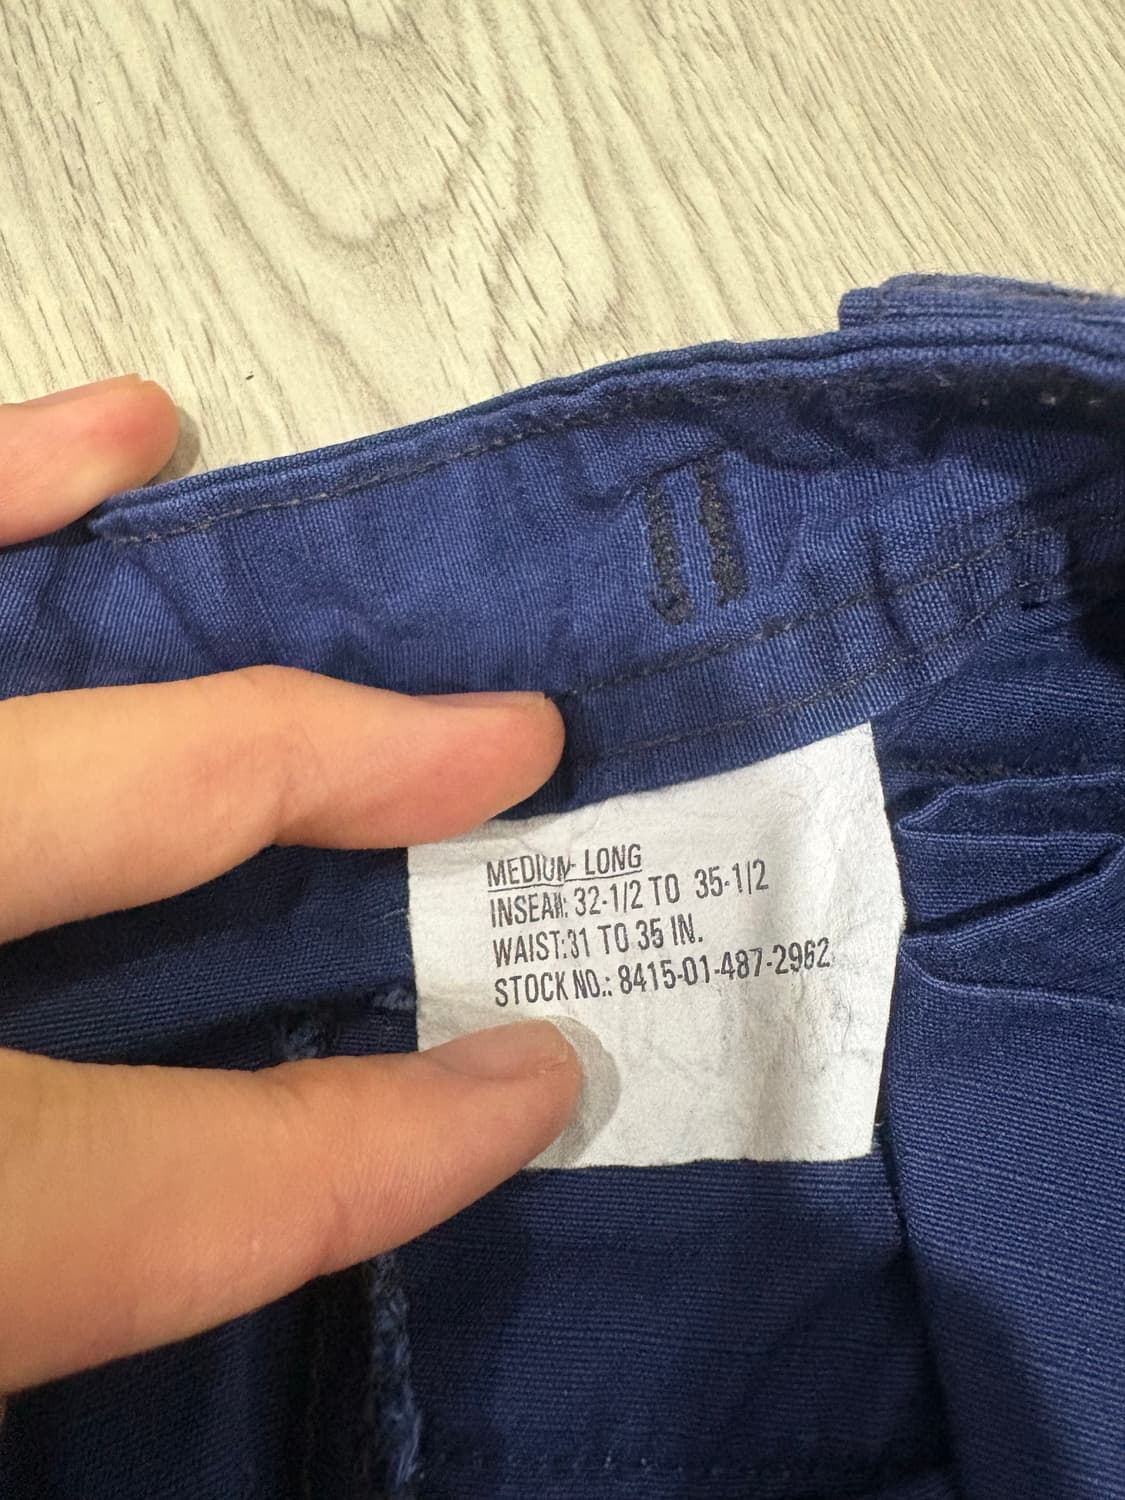 MEDIUM- LONG
INSEAM: 32-1/2 TO 35-1/2
WAIST:31 TO 35 IN.
STOCK NO.: 8415-01-487-2962